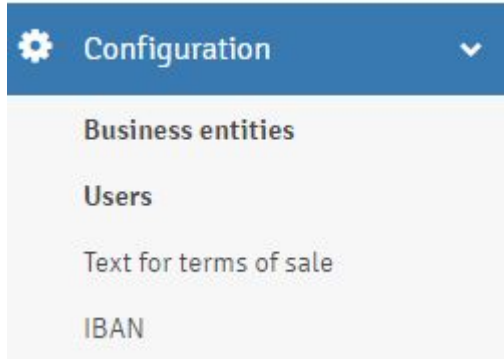 Configuration
Business entities
Users
Text for terms of sale
IBAN